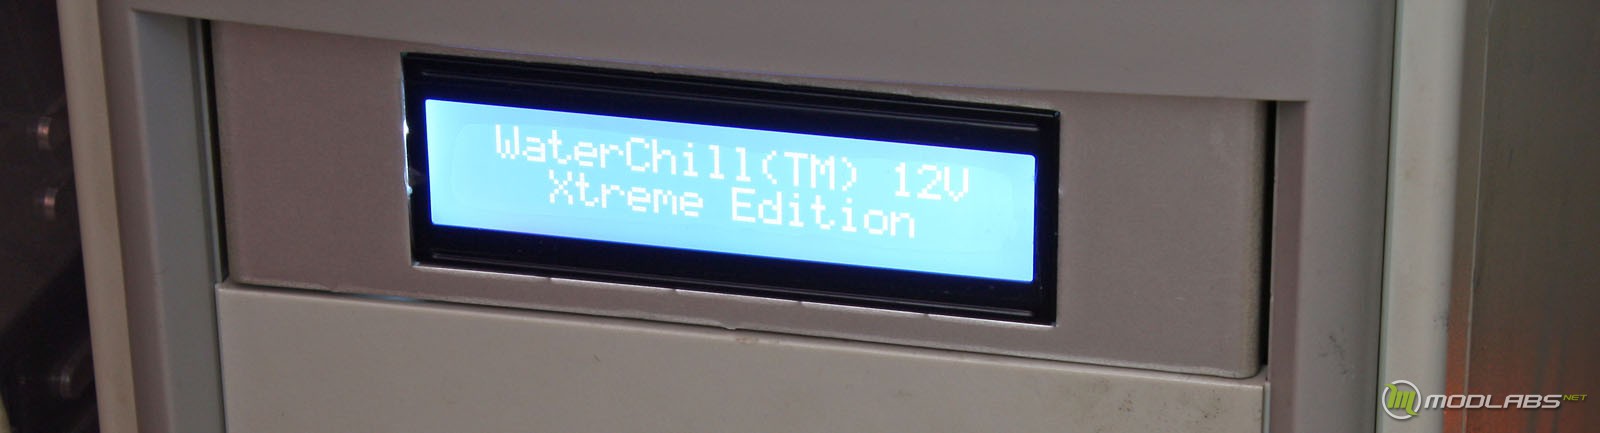 WaterChill(TM) 12V
Xtreme Edition
MODLABS.NET